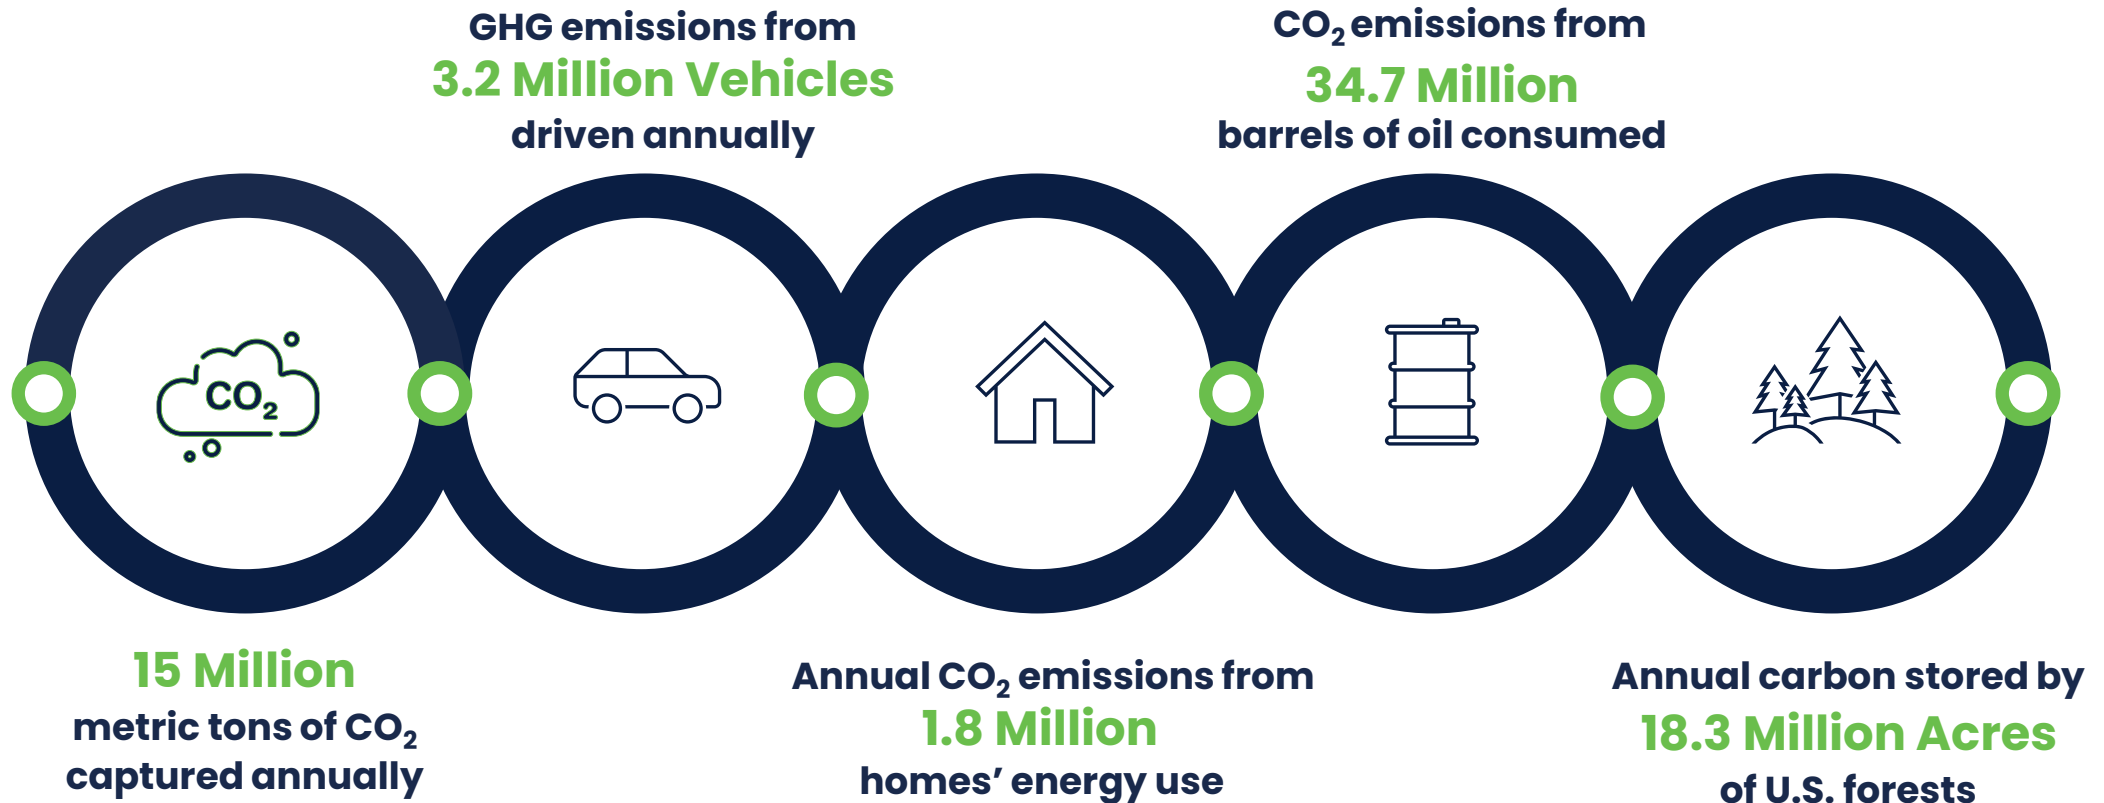 GHG emissions from
3.2 Million Vehicles
driven annually
CO₂ emissions from
34.7 Million
barrels of oil consumed
CO₂
15 Million
metric tons of CO₂
captured annually
Annual CO₂ emissions from
1.8 Million
homes’ energy use
Annual carbon stored by
18.3 Million Acres
of U.S. forests